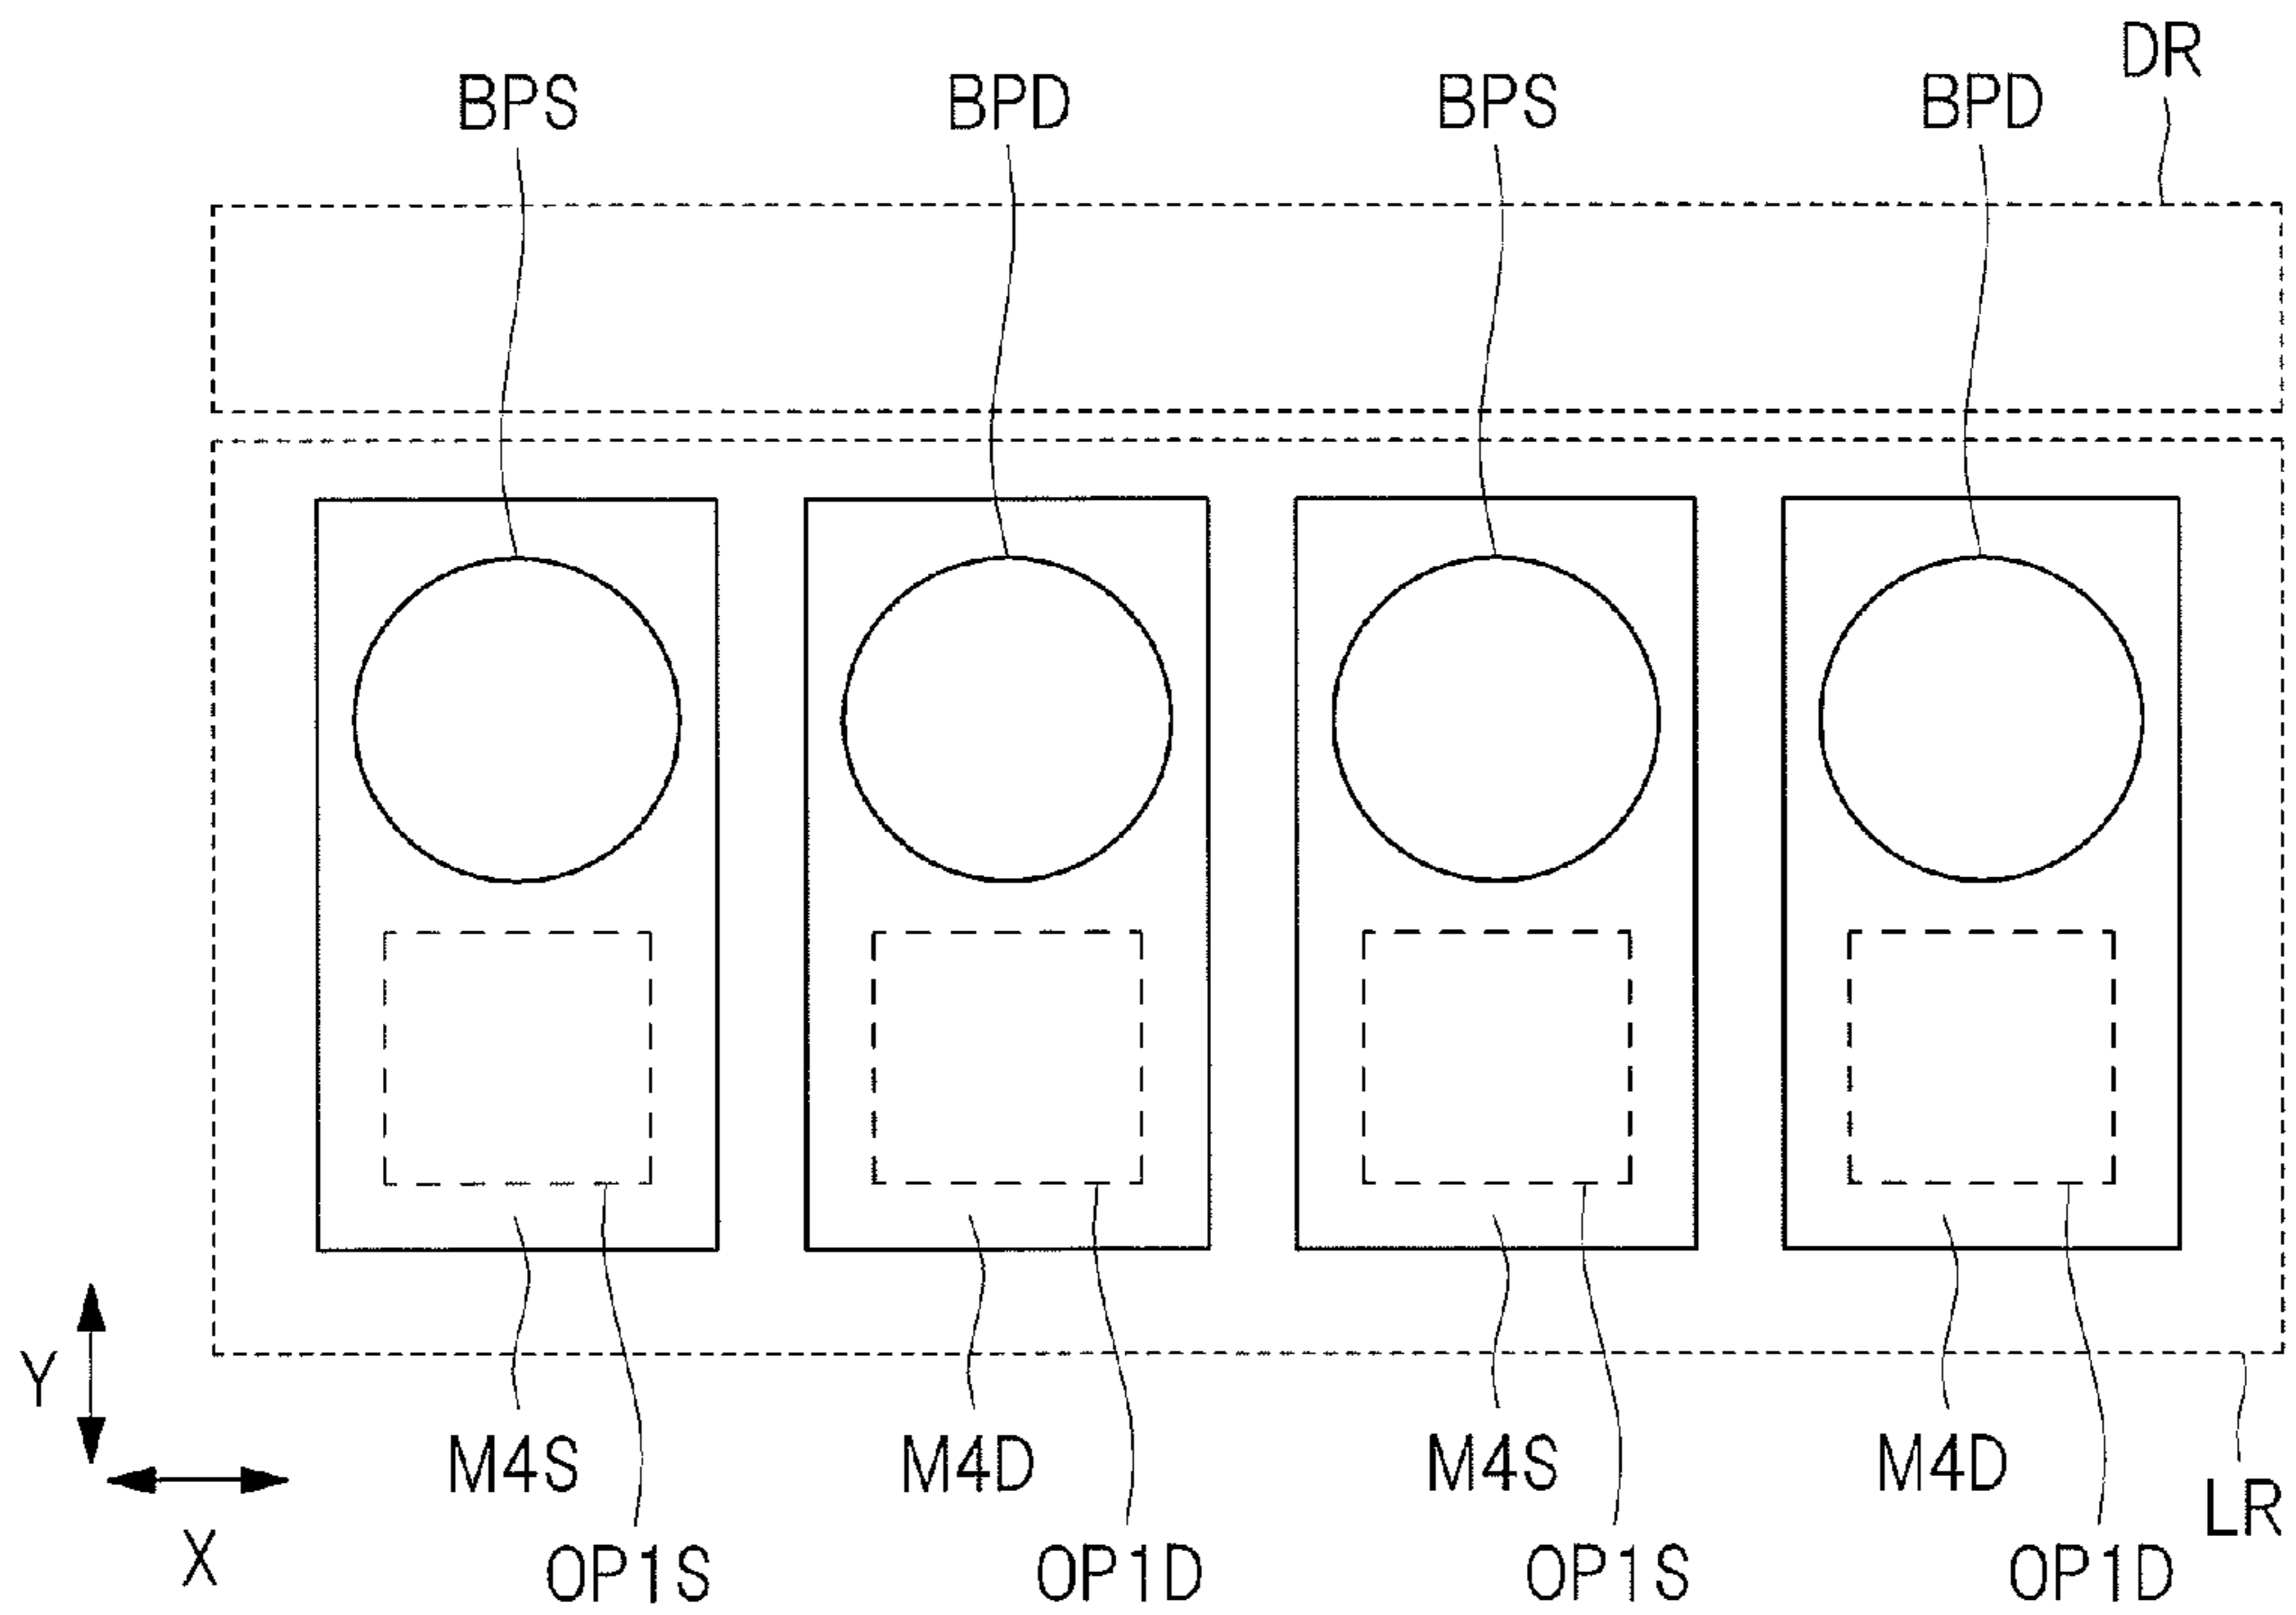 DR
BPS BPD BPS BPD
Y
X
M4S M4D M4S M4D
LR
OP1S OP1D OP1S OP1D